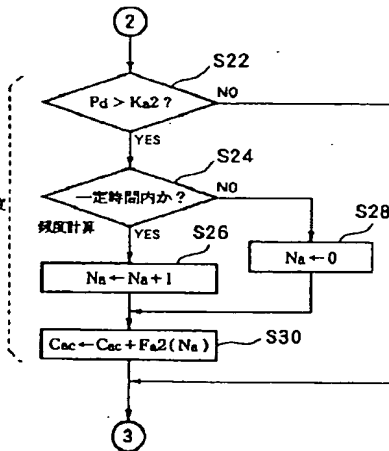 2
S22
Pd > Ka2 ?
NO
YES
S24
一定時間内か?
NO
度
頻度計算
YES
S26
S28
Na ← Na + 1
Na ← 0
S30
Cac ← Cac + Fa2 ( Na )
3